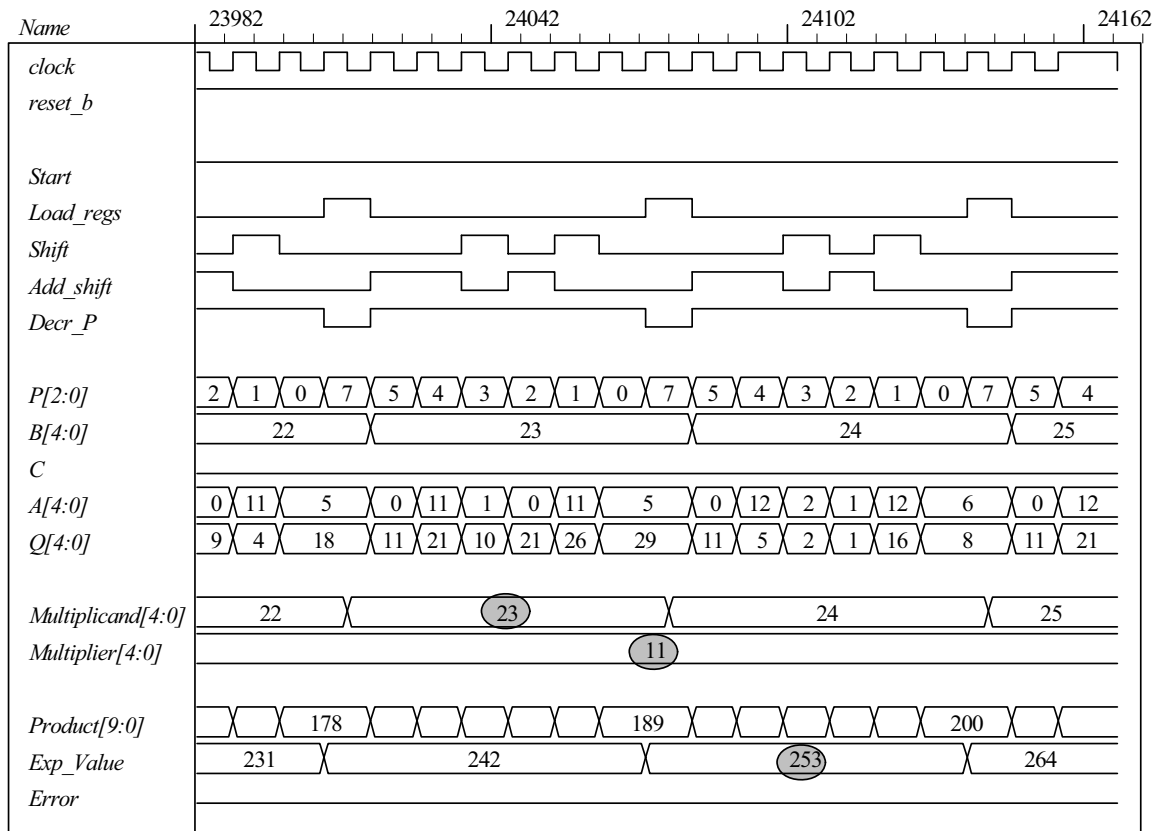 Name 23982 24042 24102 24162
clock
reset_b
Start
Load_regs
Shift
Add_shift
Decr_P
P[2:0] 2 1 0 7 5 4 3 2 1 0 7 5 4 3 2 1 0 7 5 4
B[4:0] 22 23 24 25
C
A[4:0] 0 11 5 0 11 1 0 11 5 0 12 2 1 12 6 0 12
Q[4:0] 9 4 18 11 21 10 21 26 29 11 5 2 1 16 8 11 21
Multiplicand[4:0] 22 23 24 25
Multiplier[4:0] 11
Product[9:0] 178 189 200
Exp_Value 231 242 253 264
Error